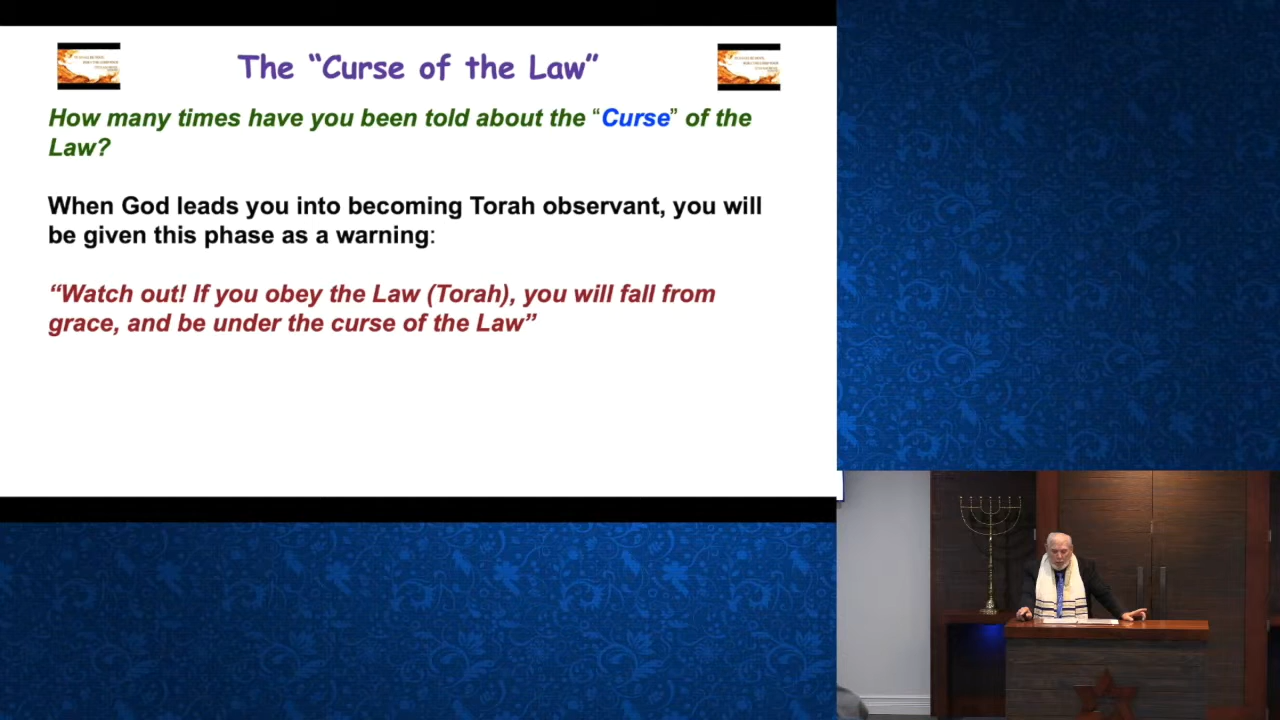 The “Curse of the Law”
How many times have you been told about the “Curse” of the
Law?
When God leads you into becoming Torah observant, you will
be given this phase as a warning:
“Watch out! If you obey the Law (Torah), you will fall from
grace, and be under the curse of the Law”